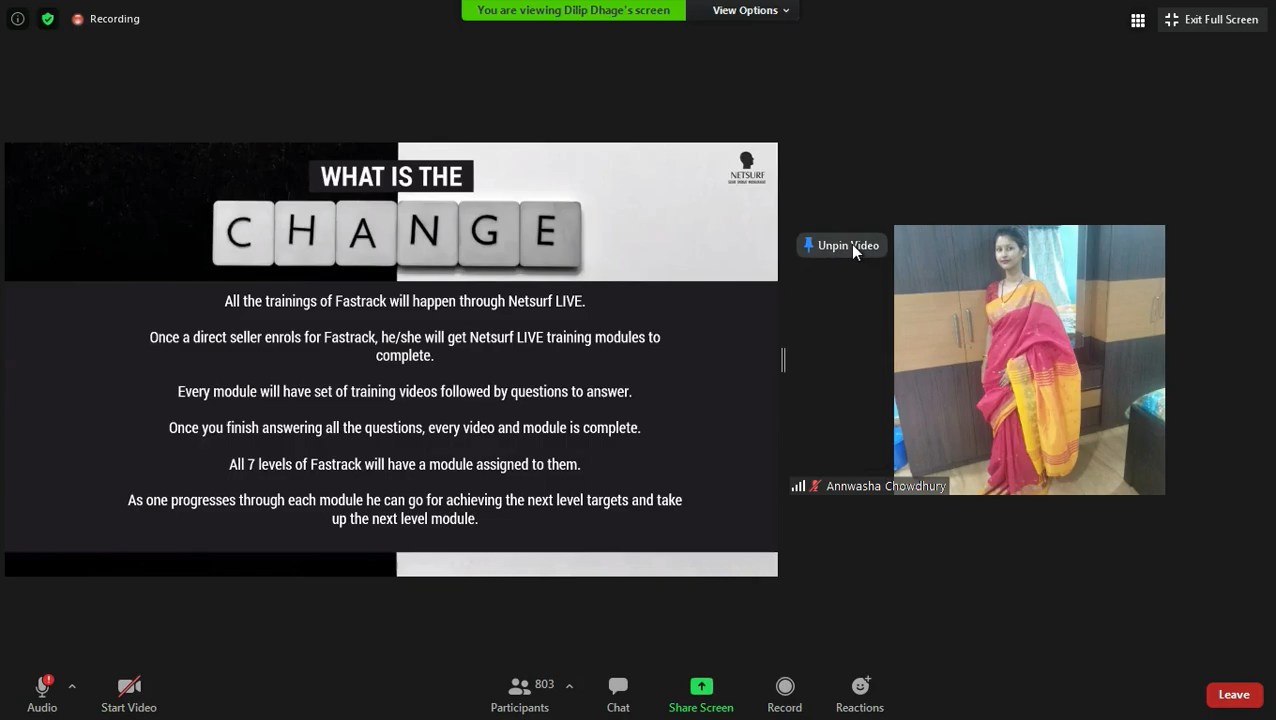 Recording
You are viewing Dilip Dhage's screen
View Options
Exit Full Screen
WHAT IS THE
CHANGE
NETSURF
All the trainings of Fastrack will happen through Netsurf LIVE.
Once a direct seller enrols for Fastrack, he/she will get Netsurf LIVE training modules to
complete.
Every module will have set of training videos followed by questions to answer.
Once you finish answering all the questions, every video and module is complete.
All 7 levels of Fastrack will have a module assigned to them.
As one progresses through each module he can go for achieving the next level targets and take
up the next level module.
Unpin Video
Annwasha Chowdhury
Audio
Start Video
803
Participants
Chat
Share Screen
Record
Reactions
Leave